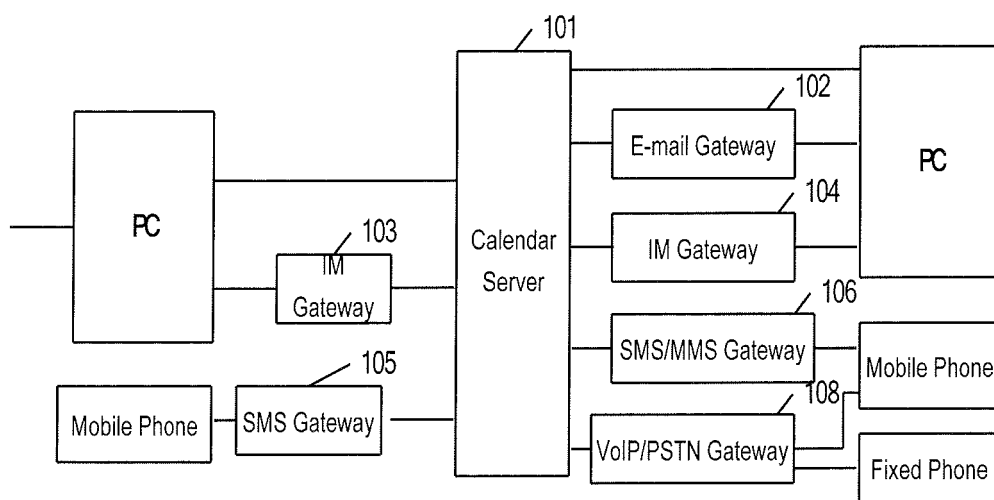 101
102
E-mail Gateway
PC
PC
104
103
IM
Gateway
Calendar
Server
IM Gateway
106
SMS/MMS Gateway
Mobile Phone
105
Mobile Phone
SMS Gateway
108
VoIP/PSTN Gateway
Fixed Phone